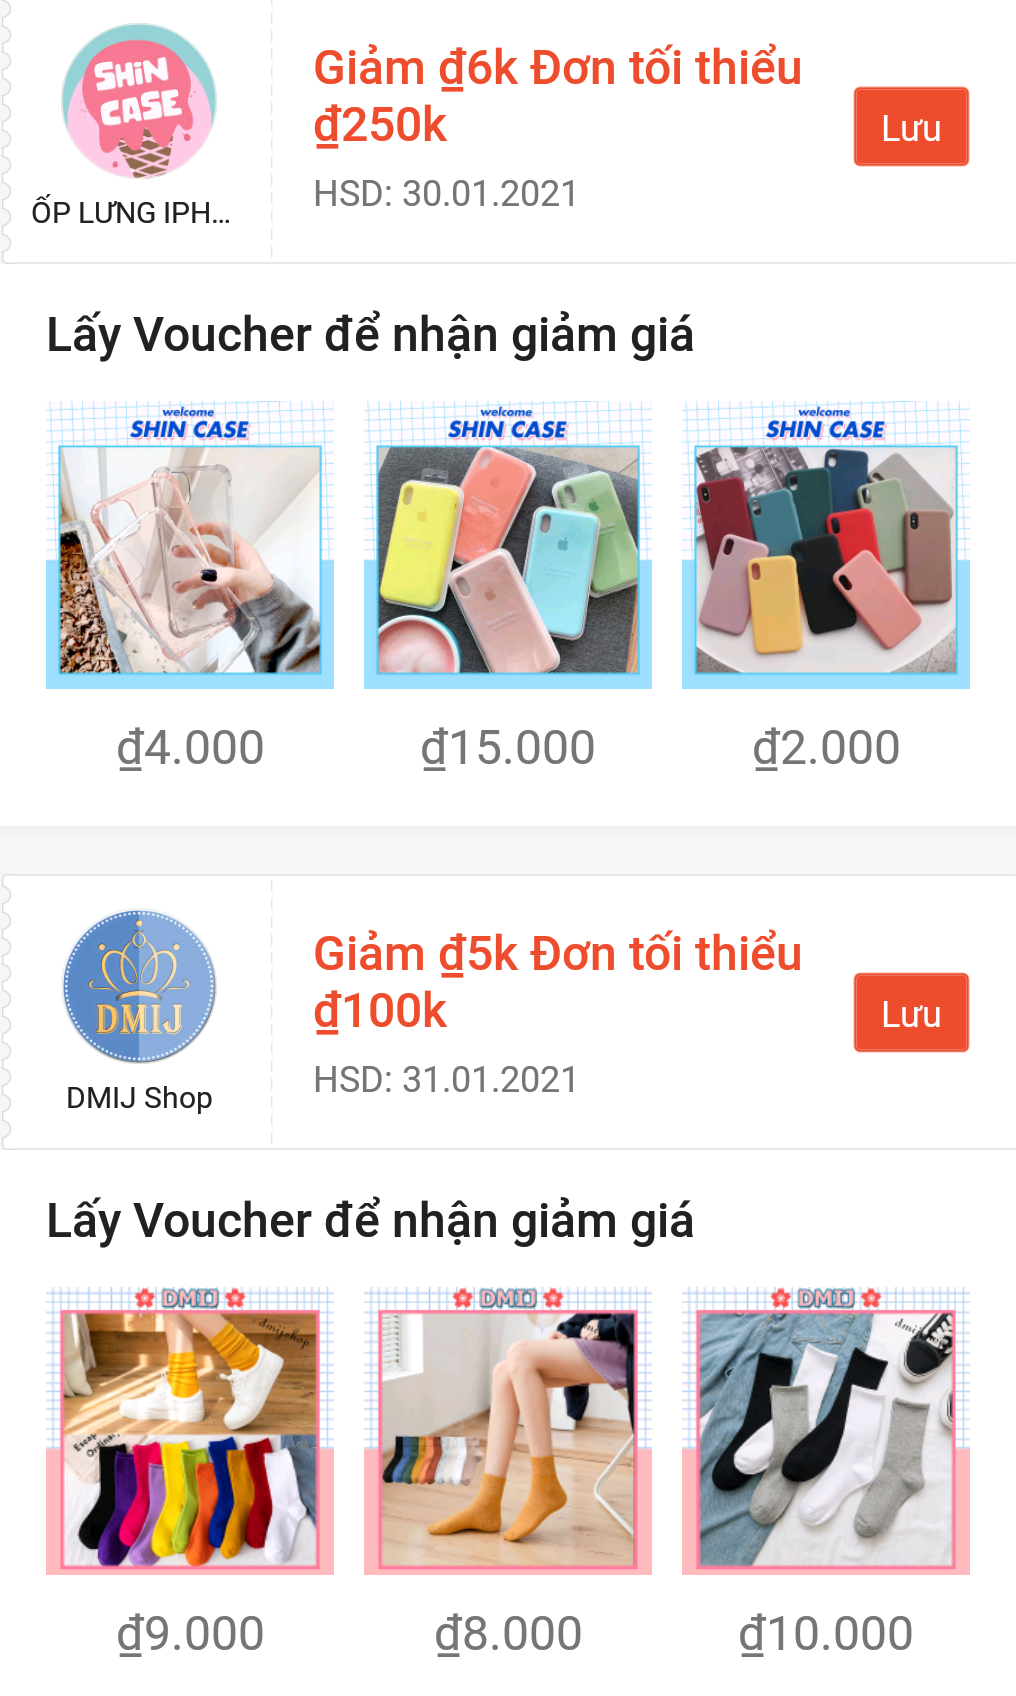 SHiN
CASE
ỐP LƯNG IPH...
Giảm ₫6k Đơn tối thiểu
₫250k
HSD: 30.01.2021
Lưu
Lấy Voucher để nhận giảm giá
welcome
SHIN CASE
welcome
SHIN CASE
welcome
SHIN CASE
₫4.000
₫15.000
₫2.000
DMIJ
DMIJ Shop
Giảm ₫5k Đơn tối thiểu
₫100k
HSD: 31.01.2021
Lưu
Lấy Voucher để nhận giảm giá
DMIJ
dmijshop
DMIJ
DMIJ
₫9.000
₫8.000
₫10.000